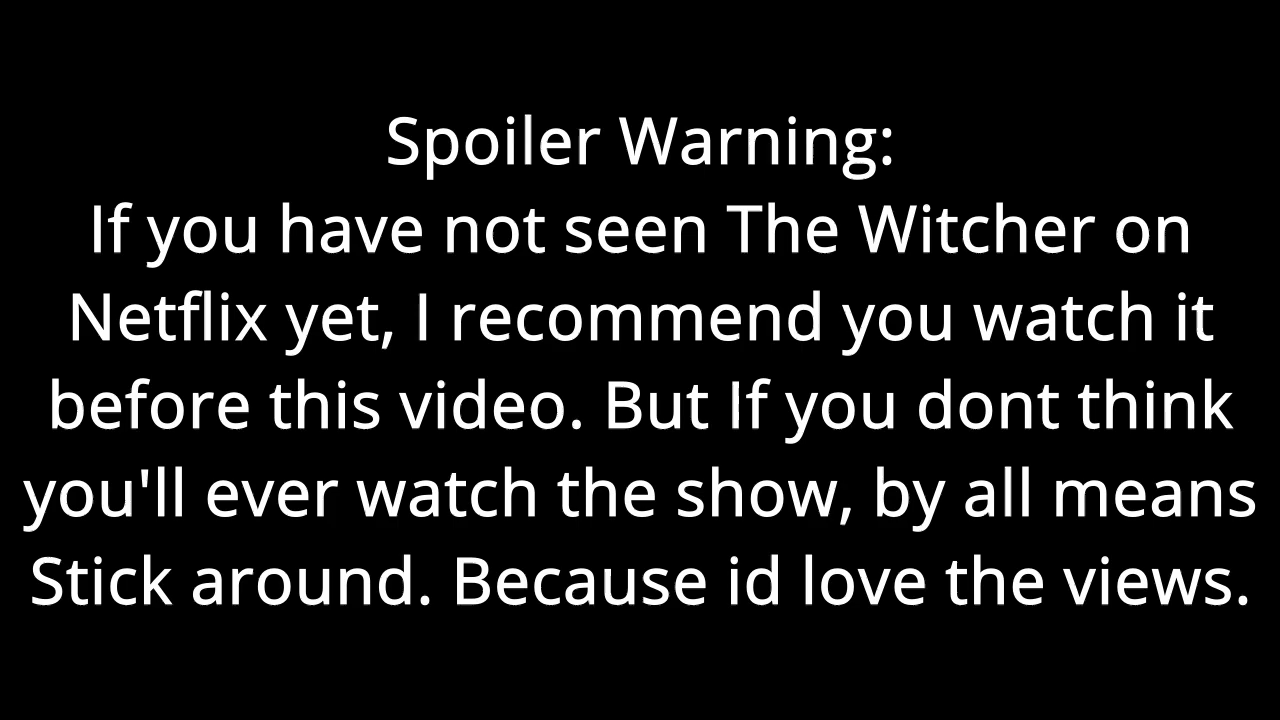 Spoiler Warning:
If you have not seen The Witcher on
Netflix yet, I recommend you watch it
before this video. But If you dont think
you'll ever watch the show, by all means
Stick around. Because id love the views.